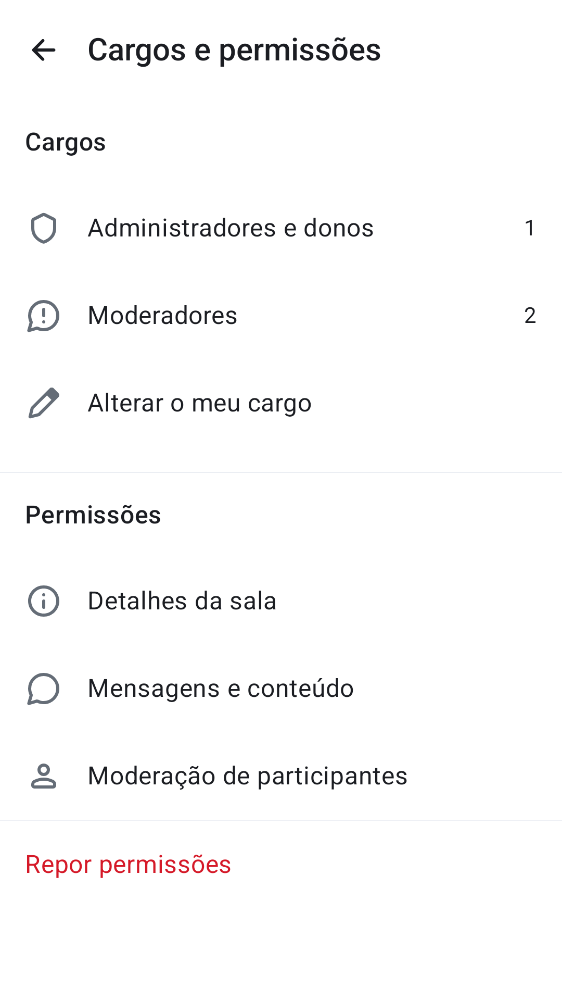 Cargos e permissões
Cargos
Administradores e donos 1
Moderadores 2
Alterar o meu cargo
Permissões
Detalhes da sala
Mensagens e conteúdo
Moderação de participantes
Repor permissões